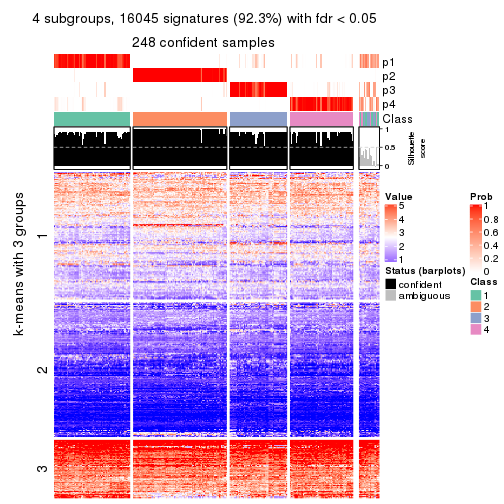 4 subgroups, 16045 signatures (92.3%) with fdr < 0.05
248 confident samples
p1
p2
p3
p4
Class
1
0.5
0
Silhouette
score
k-means with 3 groups
1
2
3
Value
5
4
3
2
1
Status (barplots)
confident
ambiguous
Prob
1
0.8
0.6
0.4
0.2
0
Class
1
2
3
4